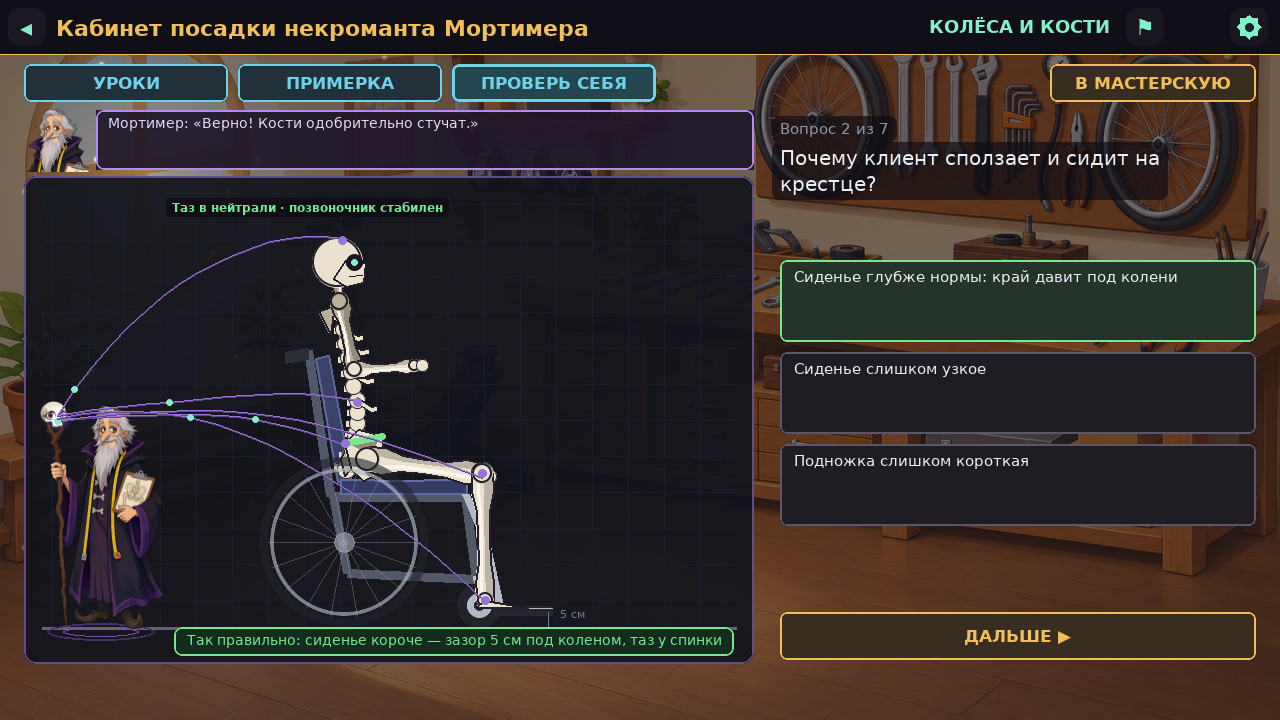 Кабинет посадки некроманта Мортимера
КОЛЁСА И КОСТИ
УРОКИ
ПРИМЕРКА
ПРОВЕРЬ СЕБЯ
В МАСТЕРСКУЮ
Мортимер: «Верно! Кости одобрительно стучат.»
Вопрос 2 из 7
Почему клиент сползает и сидит на
крестце?
Таз в нейтрали · позвоночник стабилен
Сиденье глубже нормы: край давит под колени
Сиденье слишком узкое
Подножка слишком короткая
5 см
Так правильно: сиденье короче — зазор 5 см под коленом, таз у спинки
ДАЛЬШЕ ▶